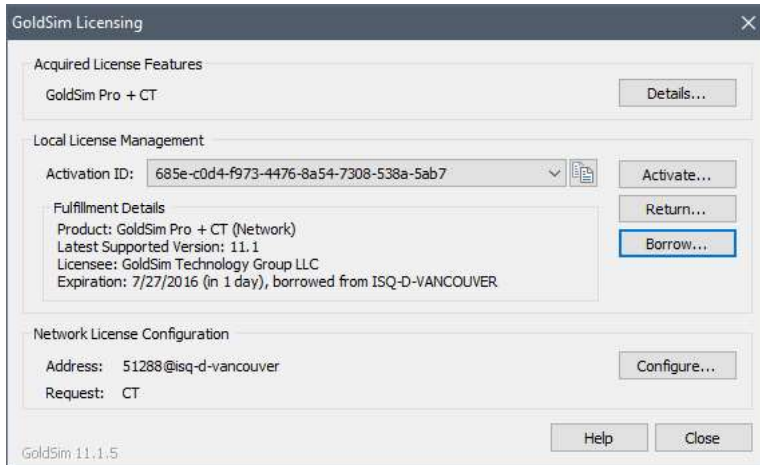 GoldSim Licensing
Acquired License Features
GoldSim Pro + CT
Details...
Local License Management
Activation ID: 685e-c0d4-f973-4476-8a54-7308-538a-5ab7
Activate...
Fulfillment Details
Return...
Product: GoldSim Pro + CT (Network)
Latest Supported Version: 11.1
Borrow...
Licensee: GoldSim Technology Group LLC
Expiration: 7/27/2016 (in 1 day), borrowed from ISQ-D-VANCOUVER
Network License Configuration
Address: 51288@isq-d-vancouver
Configure...
Request: CT
Help
Close
GoldSim 11.1.5